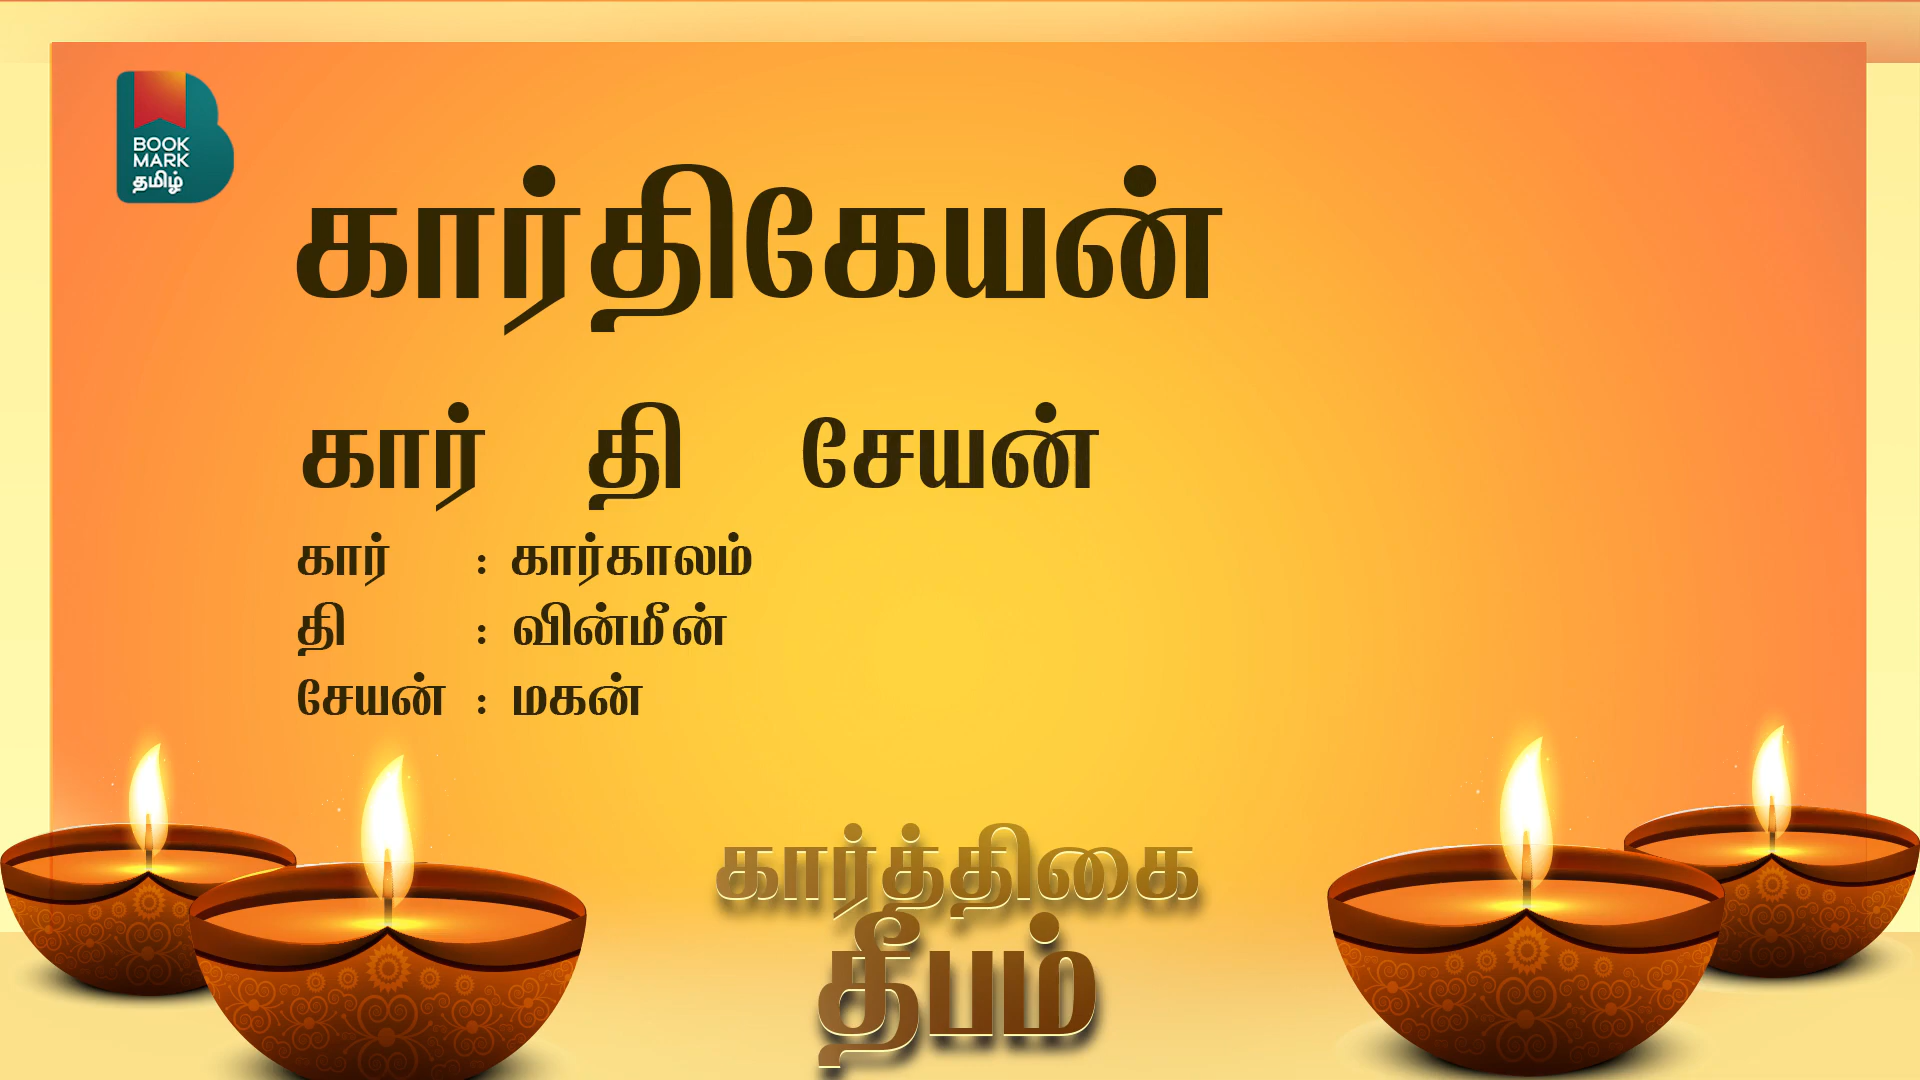 BOOK
MARK
தமிழ்
கார்திகேயன்
கார் தி சேயன்
கார் : கார்காலம்
தி : வின்மீன்
சேயன் : மகன்
கார்த்திகை
தீபம்